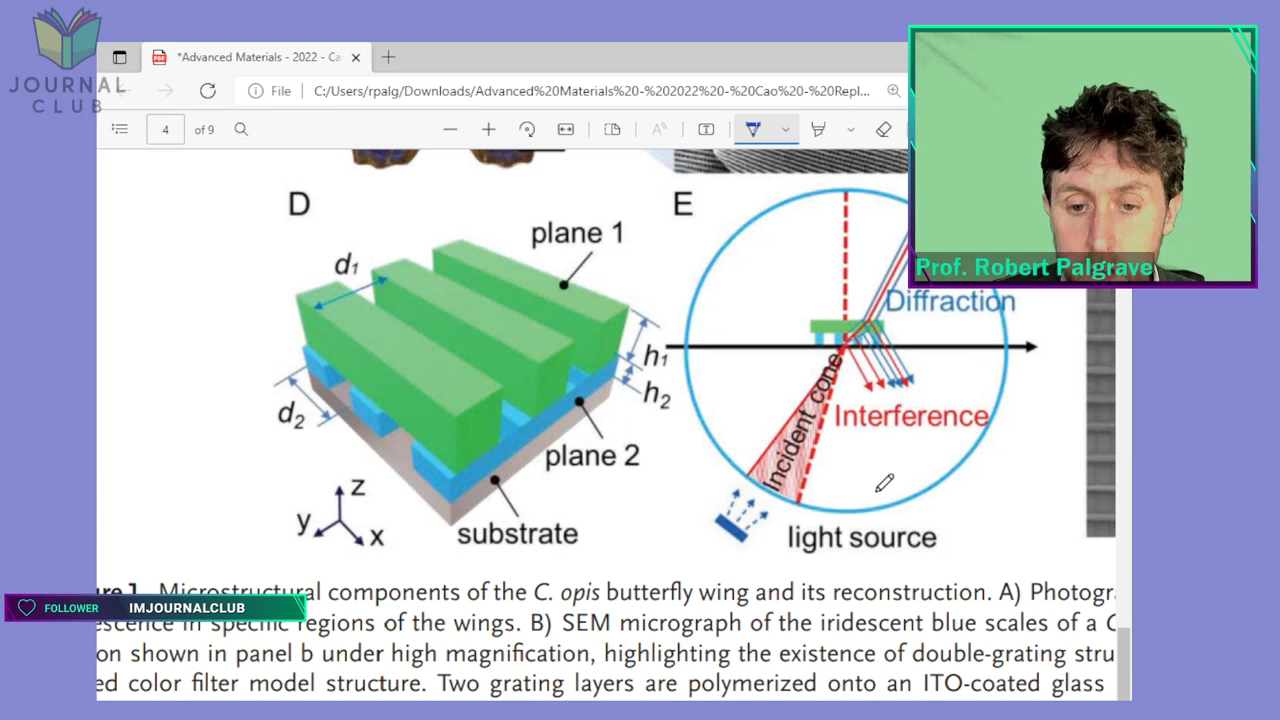 JOURNAL
CLUB
*Advanced Materials - 2022 - Ca
File
C:/Users/rpalg/Downloads/Advanced%20Materials%20-%202022%20-%20Cao%20-%20Repl...
4
of 9
D
E
plane 1
d1
h1
h2
d2
plane 2
substrate
z
y
x
Diffraction
Interference
Incident cone
light source
Prof. Robert Palgrave
FOLLOWER
IMJOURNALCLUB
ure 1. Microstructural components of the C. opis butterfly wing and its reconstruction. A) Photogra
escence in specific regions of the wings. B) SEM micrograph of the iridescent blue scales of a C
on shown in panel b under high magnification, highlighting the existence of double-grating stru
ed color filter model structure. Two grating layers are polymerized onto an ITO-coated glass